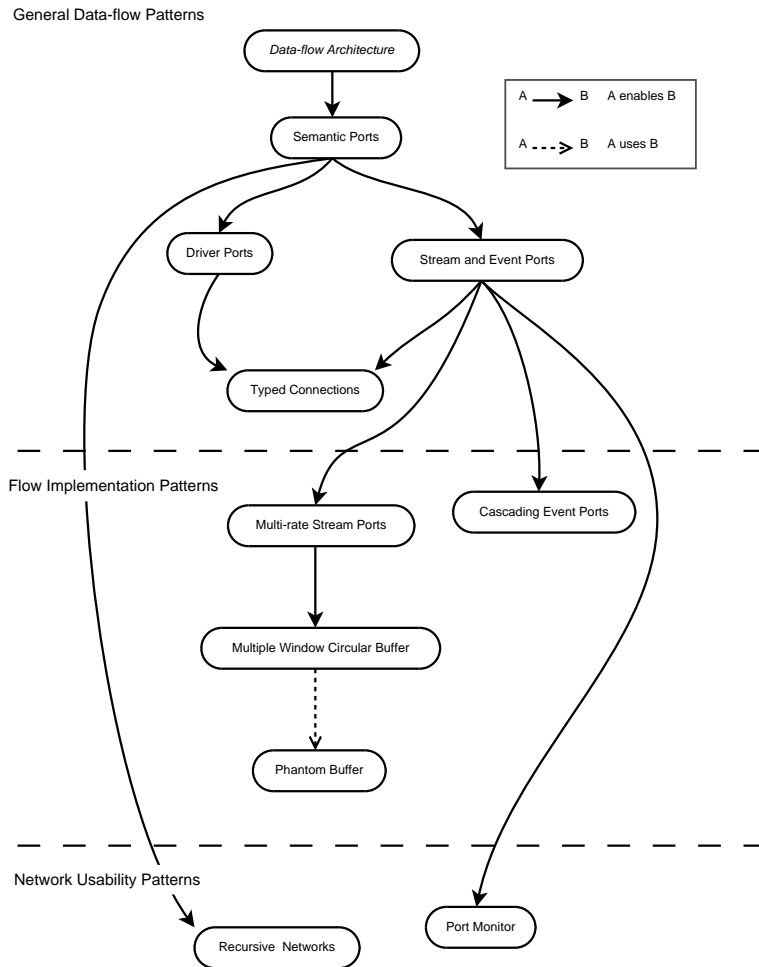 General Data-flow Patterns
Data-flow Architecture
A B A enables B
Semantic Ports
A B A uses B
Driver Ports
Stream and Event Ports
Typed Connections
Flow Implementation Patterns
Multi-rate Stream Ports
Cascading Event Ports
Multiple Window Circular Buffer
Phantom Buffer
Network Usability Patterns
Port Monitor
Recursive Networks